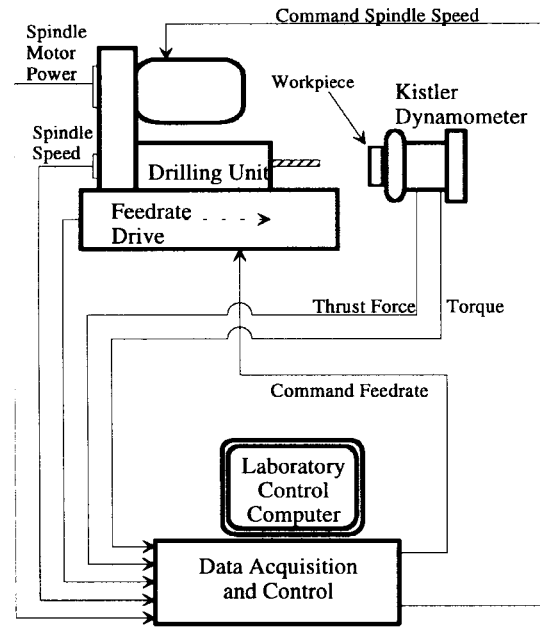 Command Spindle Speed
Spindle
Motor
Power
Workpiece
Kistler
Dynamometer
Spindle
Speed
Drilling Unit
Feedrate
Drive
Thrust Force
Torque
Command Feedrate
Laboratory
Control
Computer
Data Acquisition
and Control